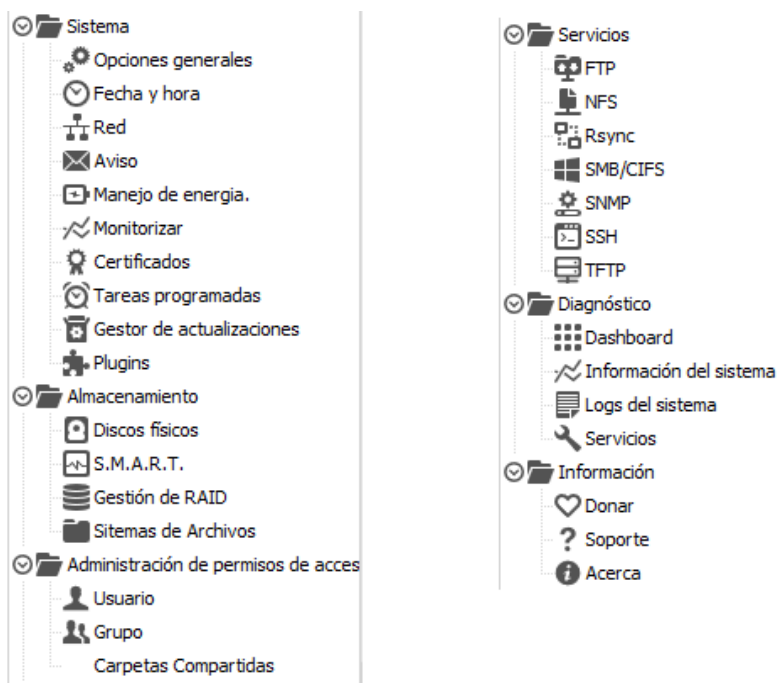 Sistema
Opciones generales
Fecha y hora
Red
Aviso
Manejo de energia.
Monitorizar
Certificados
Tareas programadas
Gestor de actualizaciones
Plugins
Almacenamiento
Discos físicos
S.M.A.R.T.
Gestión de RAID
Sitemas de Archivos
Administración de permisos de acces
Usuario
Grupo
Carpetas Compartidas
Servicios
FTP
NFS
Rsync
SMB/CIFS
SNMP
SSH
TFTP
Diagnóstico
Dashboard
Información del sistema
Logs del sistema
Servicios
Información
Donar
Soporte
Acerca